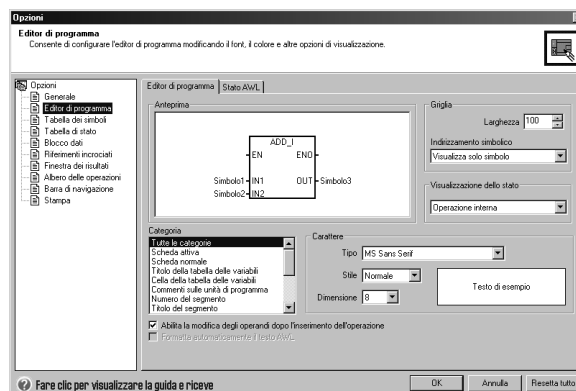 Opzioni
Editor di programma
Consente di configurare l'editor di programma modificando il font, il colore e altre opzioni di visualizzazione.
Opzioni
Generale
Editor di programma
Tabella dei simboli
Tabella di stato
Blocco dati
Riferimenti incrociati
Finestra dei risultati
Albero delle operazioni
Barra di navigazione
Stampa
Editor di programma
Stato AWL
Anteprima
ADD_I
EN
ENO
Simbolo1
IN1
OUT
Simbolo3
Simbolo2
IN2
Griglia
Larghezza 100
Indirizzamento simbolico
Visualizza solo simbolo
Visualizzazione dello stato
Operazione interna
Categoria
Tutte le categorie
Scheda attiva
Scheda normale
Titolo della tabella delle variabili
Cella della tabella delle variabili
Commenti sulle unità di programma
Numero del segmento
Titolo del segmento
Carattere
Tipo MS Sans Serif
Stile Normale
Dimensione 8
Testo di esempio
Abilita la modifica degli operandi dopo l'inserimento dell'operazione
Formatta automaticamente il testo AWL
Fare clic per visualizzare la guida e riceve
OK
Annulla
Resetta tutto